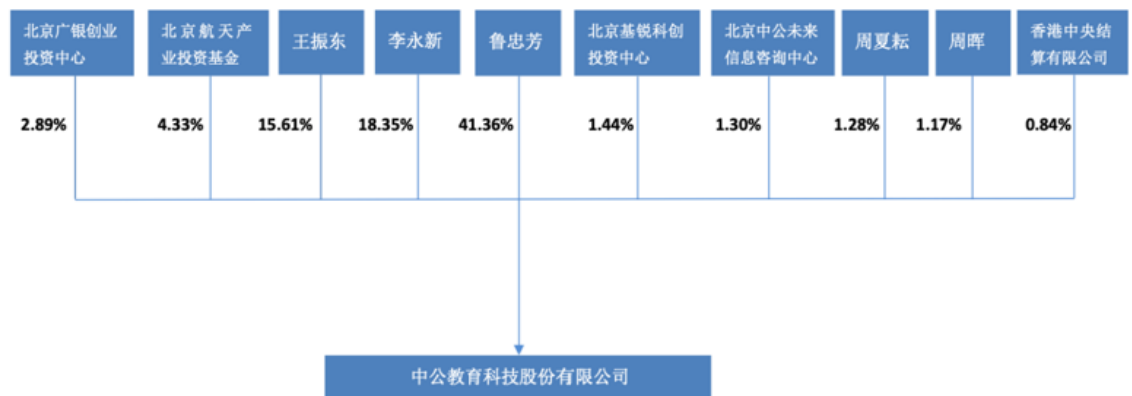 北京广银创业
投资中心
北京航天产
业投资基金
王振东
李永新
鲁忠芳
北京基锐科创
投资中心
北京中公未来
信息咨询中心
周夏耘
周晖
香港中央结
算有限公司
2.89%
4.33%
15.61%
18.35%
41.36%
1.44%
1.30%
1.28%
1.17%
0.84%
中公教育科技股份有限公司